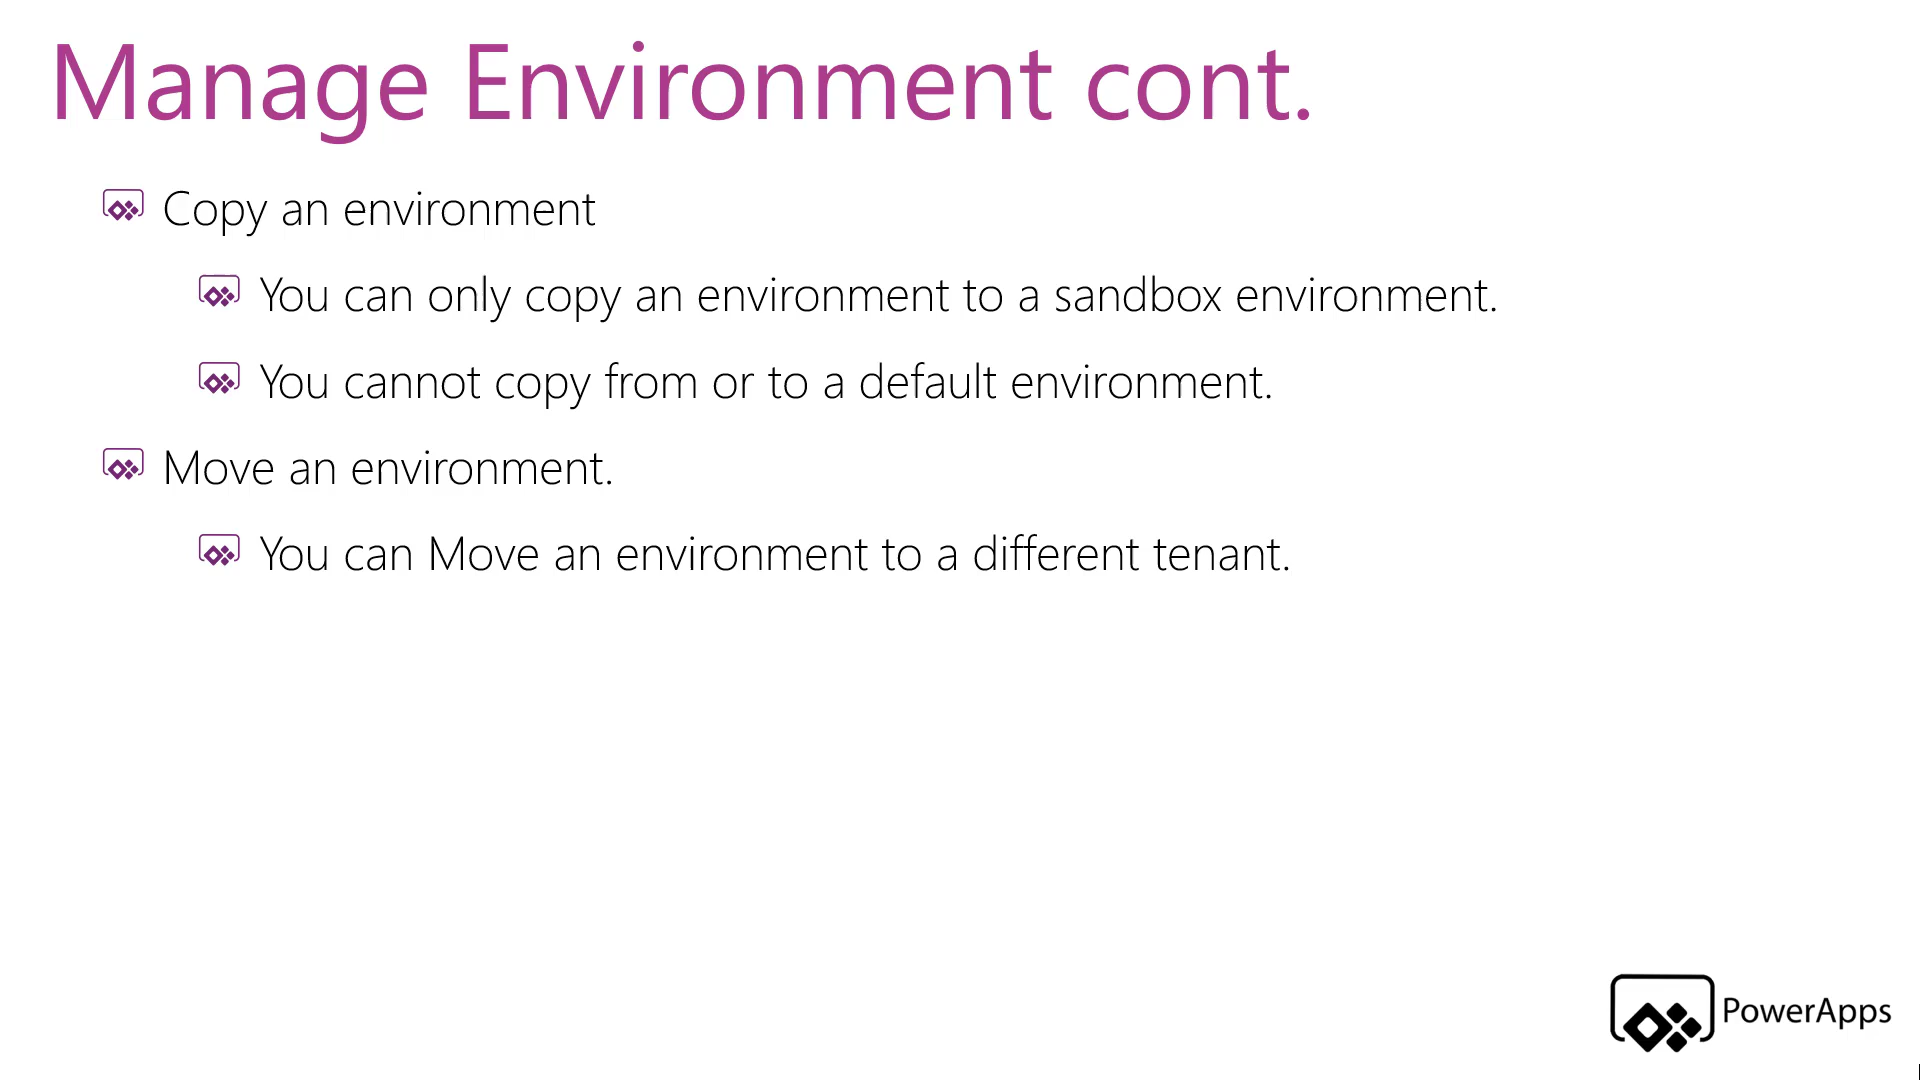 Manage Environment cont.
Copy an environment
You can only copy an environment to a sandbox environment.
You cannot copy from or to a default environment.
Move an environment.
You can Move an environment to a different tenant.
PowerApps